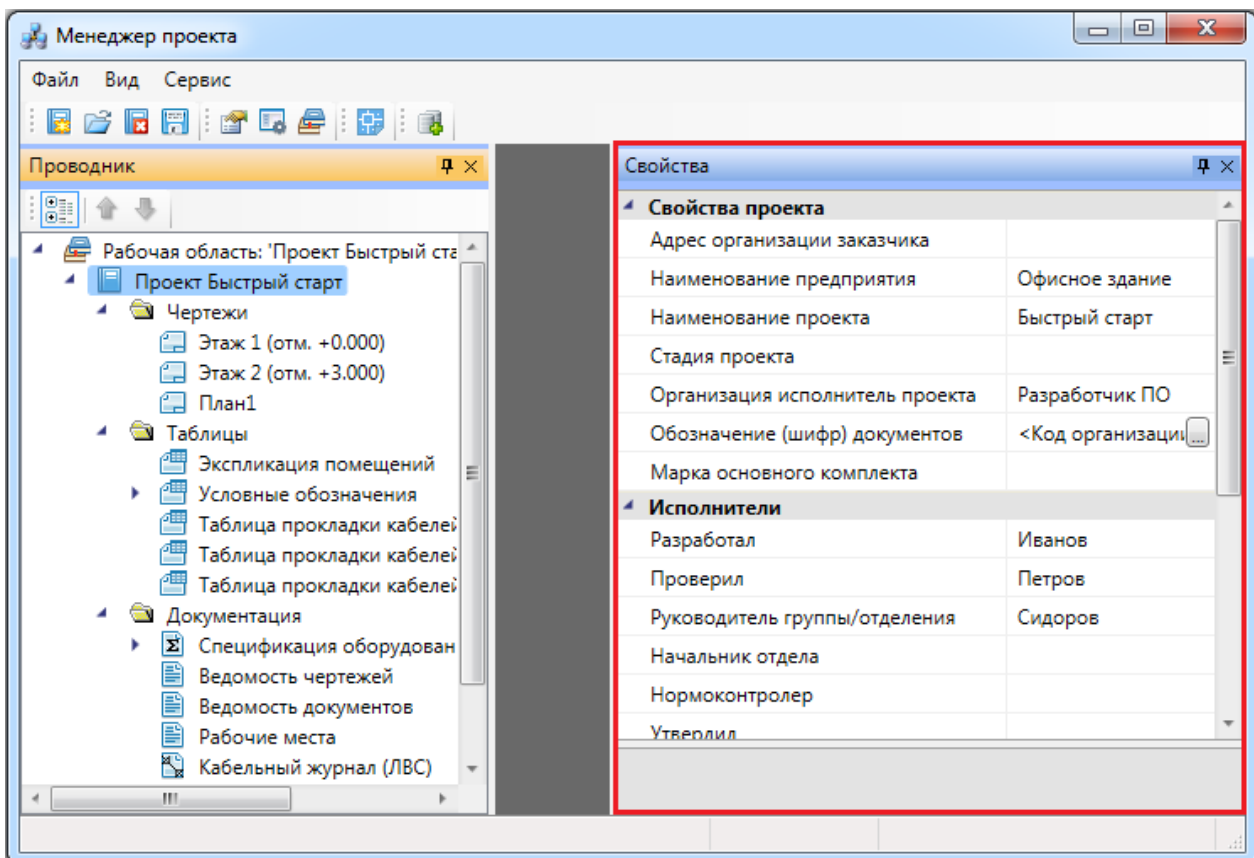 Менеджер проекта
Файл Вид Сервис
Проводник
Рабочая область: 'Проект Быстрый ста
Проект Быстрый старт
Чертежи
Этаж 1 (отм. +0.000)
Этаж 2 (отм. +3.000)
План1
Таблицы
Экспликация помещений
Условные обозначения
Таблица прокладки кабелей
Таблица прокладки кабелей
Таблица прокладки кабелей
Документация
Спецификация оборудован
Ведомость чертежей
Ведомость документов
Рабочие места
Кабельный журнал (ЛВС)
Свойства
Свойства проекта
Адрес организации заказчика
Наименование предприятия Офисное здание
Наименование проекта Быстрый старт
Стадия проекта
Организация исполнитель проекта Разработчик ПО
Обозначение (шифр) документов <Код организации ...
Марка основного комплекта
Исполнители
Разработал Иванов
Проверил Петров
Руководитель группы/отделения Сидоров
Начальник отдела
Нормоконтролер
Утвердил